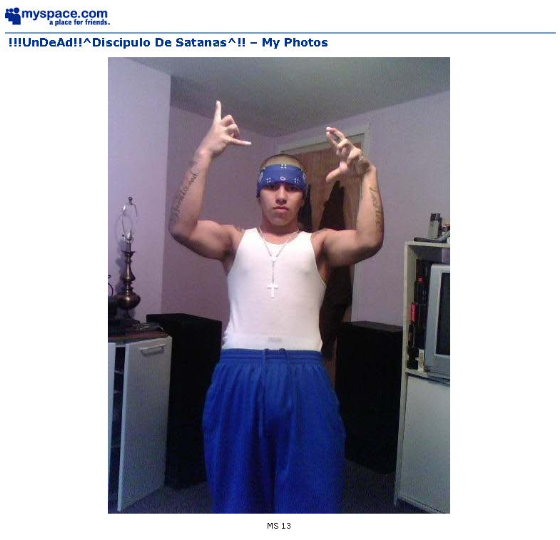 myspace.com
a place for friends.
!!!UnDeAd!!^Discipulo De Satanas^!! – My Photos
MS 13